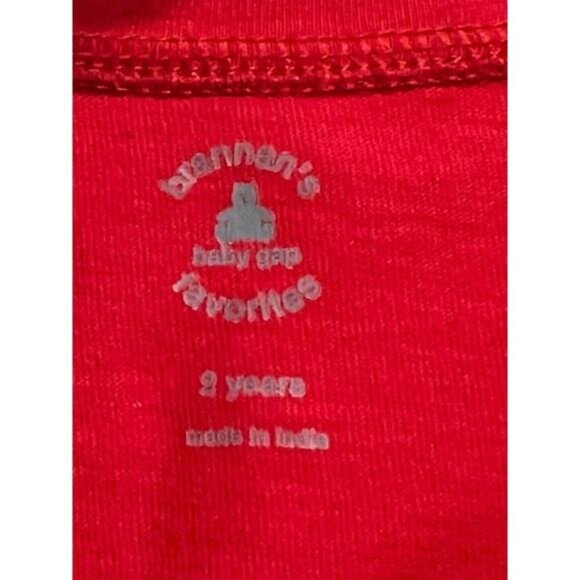 brannan's
baby gap
favorites
2 years
made in India